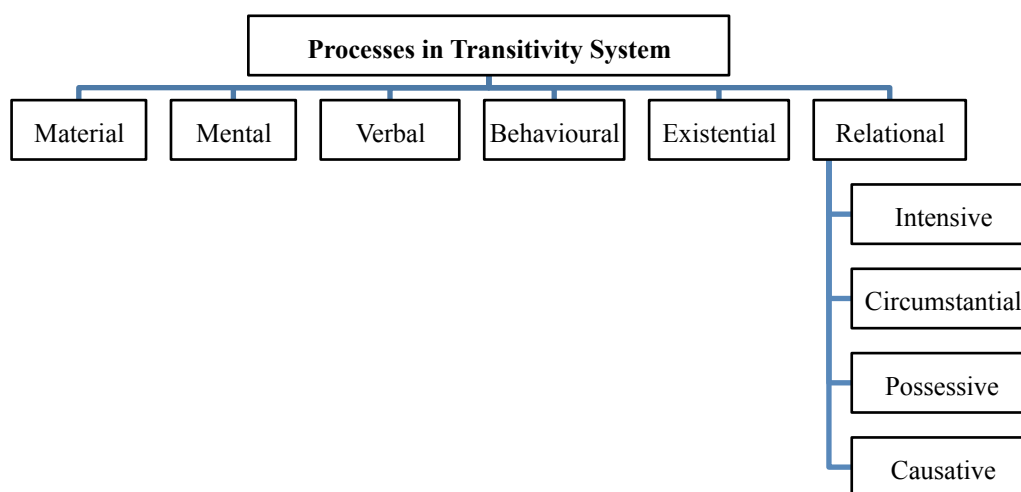 Processes in Transitivity System
Material
Mental
Verbal
Behavioural
Existential
Relational
Intensive
Circumstantial
Possessive
Causative